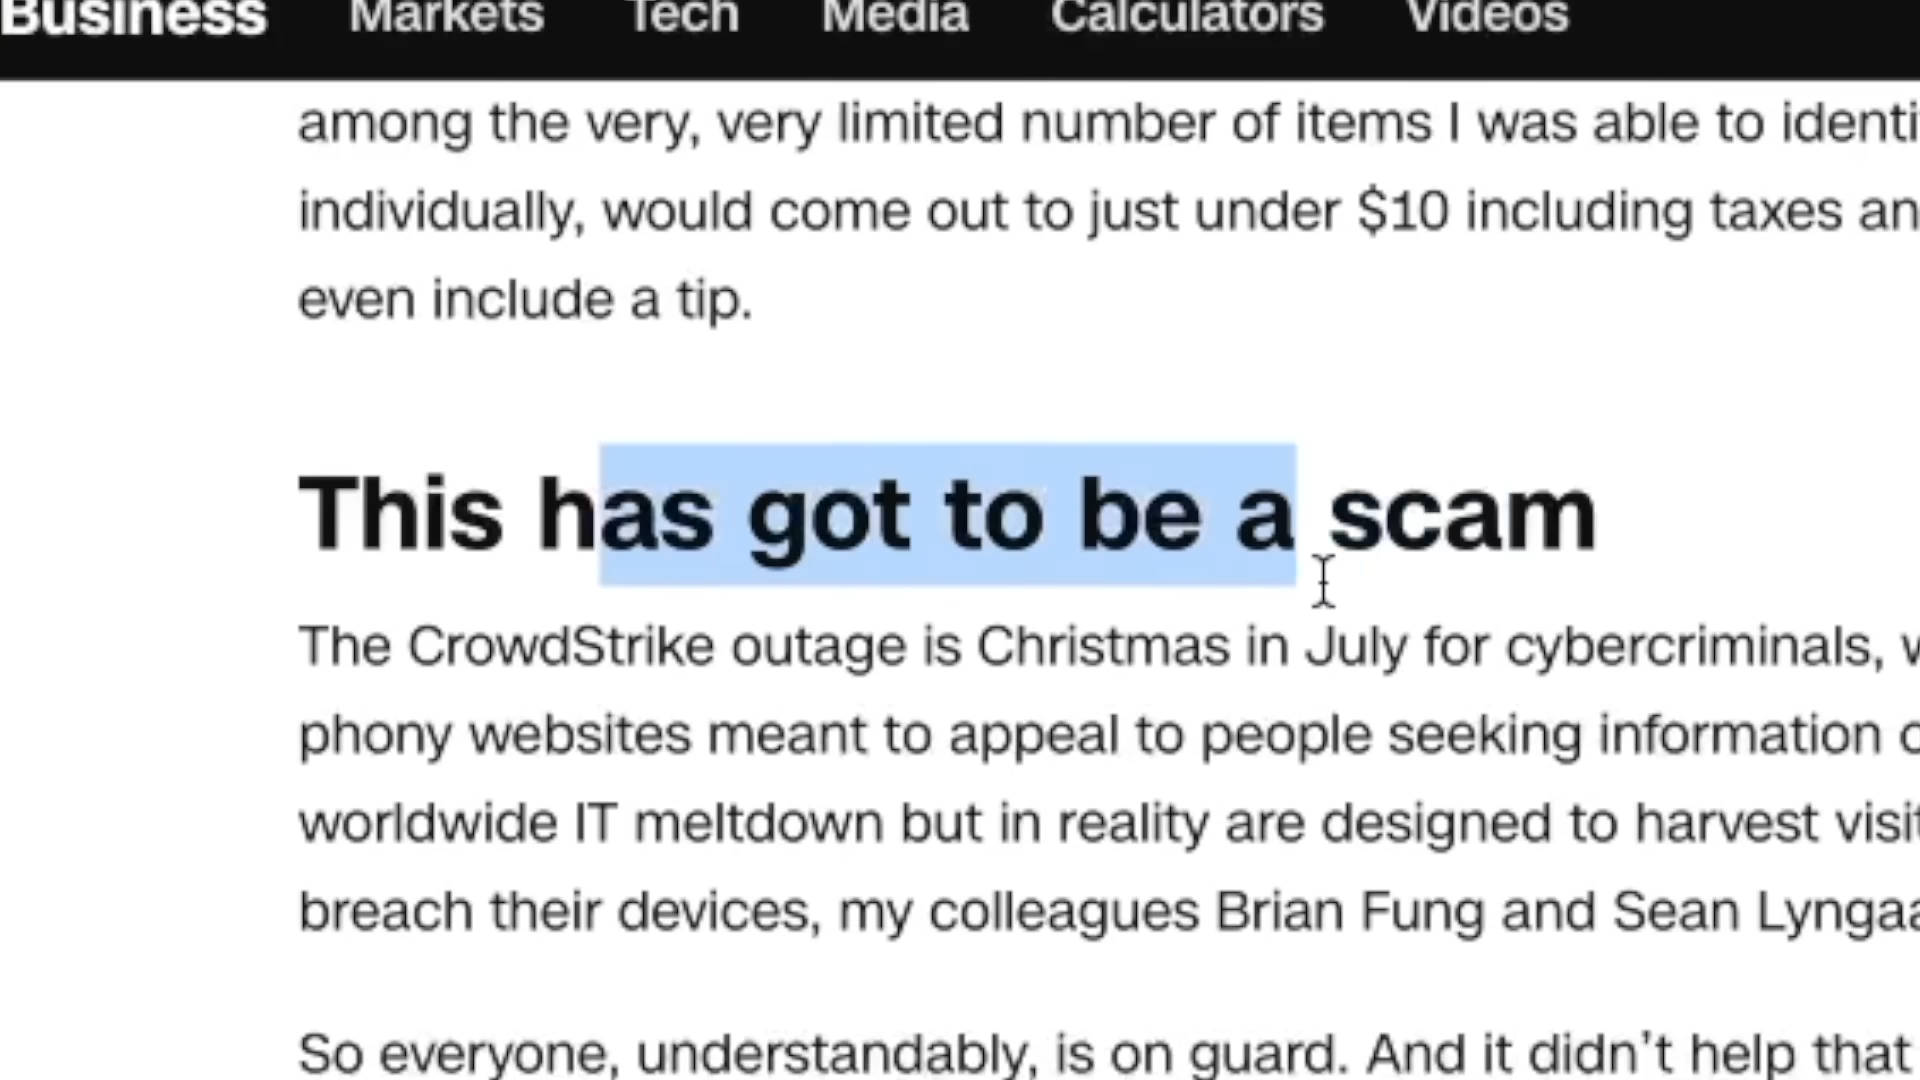 Business Markets Tech Media Calculators Videos
among the very, very limited number of items I was able to
individually, would come out to just under $10 including taxes
even include a tip.
This has got to be a scam
The CrowdStrike outage is Christmas in July for cybercriminals,
phony websites meant to appeal to people seeking information
worldwide IT meltdown but in reality are designed to harvest
breach their devices, my colleagues Brian Fung and Sean
So everyone, understandably, is on guard. And it didn’t help that